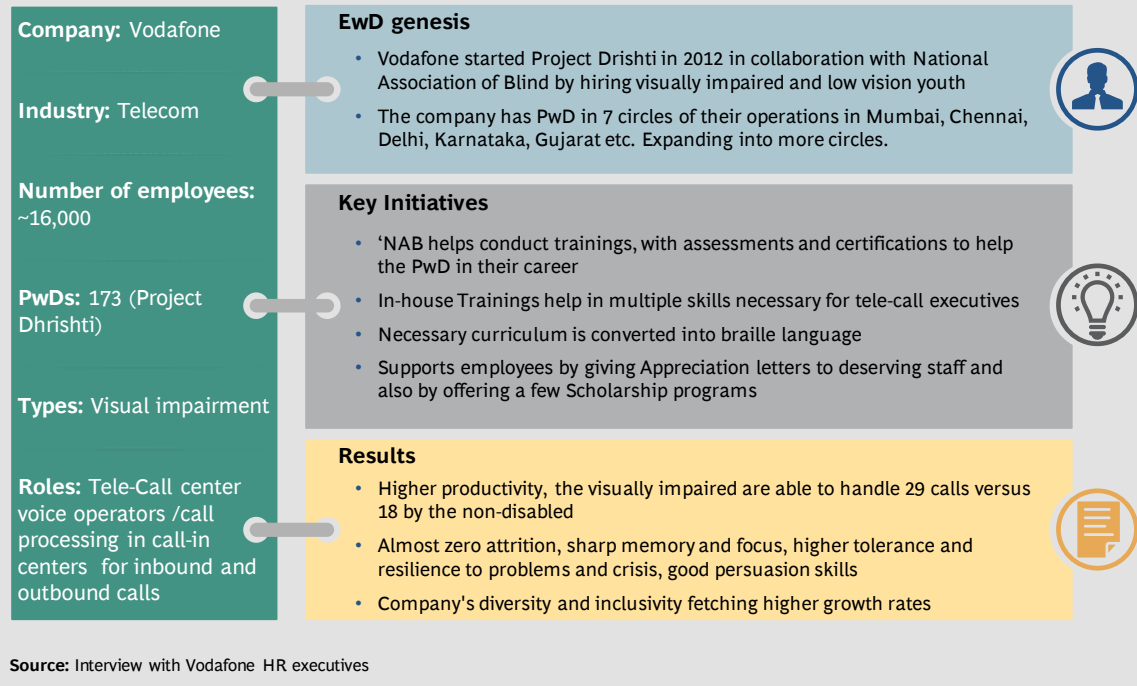 Company: Vodafone
Industry: Telecom
Number of employees:
~16,000
PwDs: 173 (Project
Dhrishti)
Types: Visual impairment
Roles: Tele-Call center
voice operators /call
processing in call-in
centers for inbound and
outbound calls
EwD genesis
• Vodafone started Project Drishti in 2012 in collaboration with National
Association of Blind by hiring visually impaired and low vision youth
• The company has PwD in 7 circles of their operations in Mumbai, Chennai,
Delhi, Karnataka, Gujarat etc. Expanding into more circles.
Key Initiatives
• ‘NAB helps conduct trainings, with assessments and certifications to help
the PwD in their career
• In-house Trainings help in multiple skills necessary for tele-call executives
• Necessary curriculum is converted into braille language
• Supports employees by giving Appreciation letters to deserving staff and
also by offering a few Scholarship programs
Results
• Higher productivity, the visually impaired are able to handle 29 calls versus
18 by the non-disabled
• Almost zero attrition, sharp memory and focus, higher tolerance and
resilience to problems and crisis, good persuasion skills
• Company's diversity and inclusivity fetching higher growth rates
Source: Interview with Vodafone HR executives